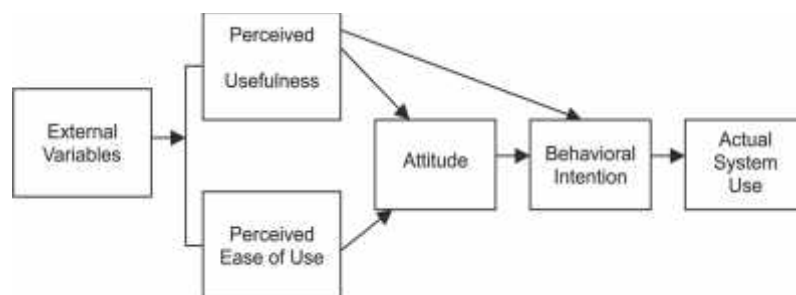 Perceived
Usefulness
External
Variables
Attitude
Behavioral
Intention
Actual
System
Use
Perceived
Ease of Use